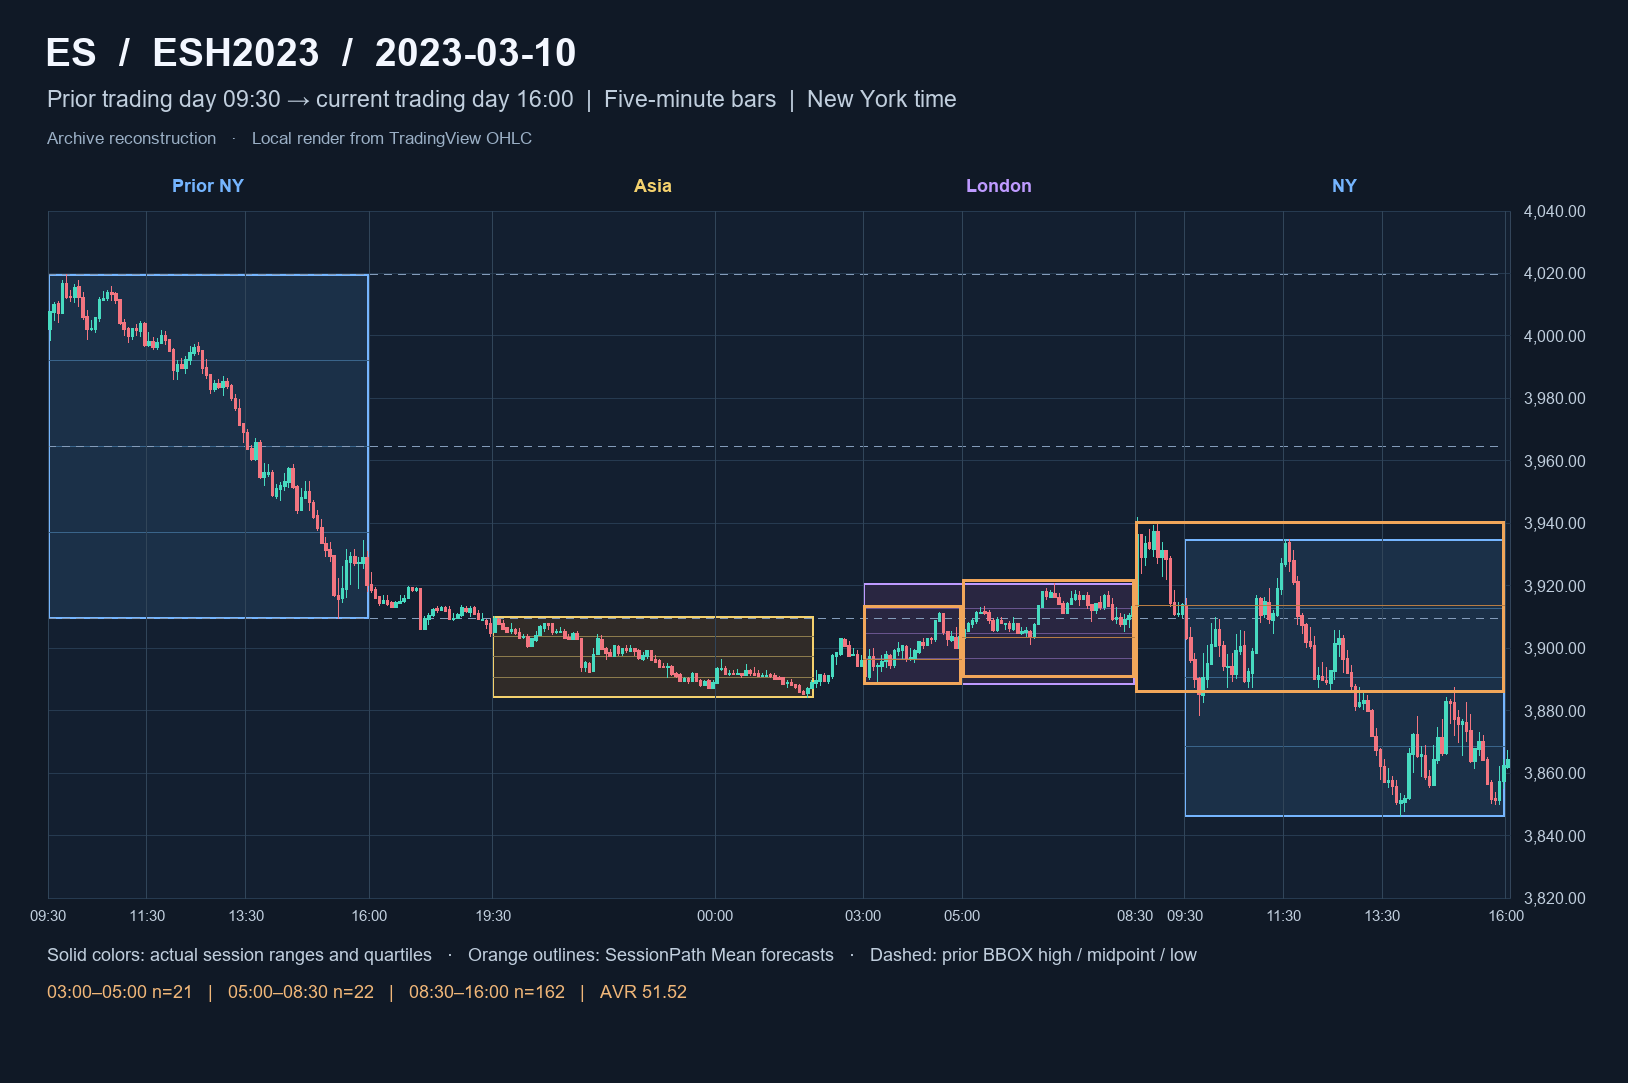 ES / ESH2023 / 2023-03-10
Prior trading day 09:30 → current trading day 16:00 | Five-minute bars | New York time
Archive reconstruction · Local render from TradingView OHLC
Prior NY Asia London NY
4,040.00
4,020.00
4,000.00
3,980.00
3,960.00
3,940.00
3,920.00
3,900.00
3,880.00
3,860.00
3,840.00
3,820.00
09:30 11:30 13:30 16:00 19:30 00:00 03:00 05:00 08:30 09:30 11:30 13:30 16:00
Solid colors: actual session ranges and quartiles · Orange outlines: SessionPath Mean forecasts · Dashed: prior BBOX high / midpoint / low
03:00–05:00 n=21 | 05:00–08:30 n=22 | 08:30–16:00 n=162 | AVR 51.52